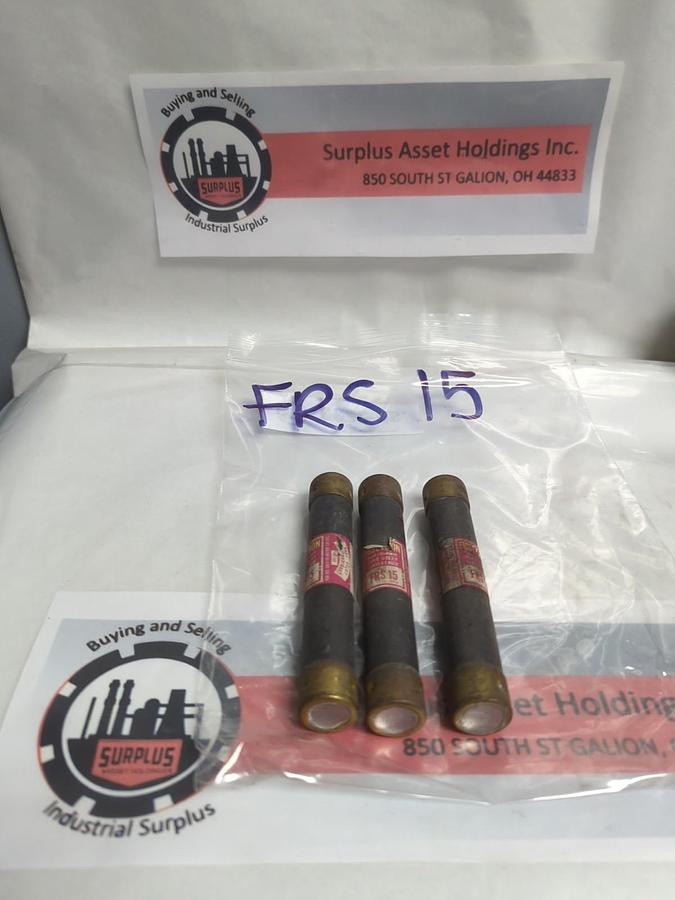 Buying and Selling
SURPLUS
Industrial Surplus
Surplus Asset Holdings Inc.
850 SOUTH ST GALION, OH 44833
FRS 15
FRS 15
Buying and Selling
SURPLUS
Industrial Surplus
et Holding
850 SOUTH ST GALION,